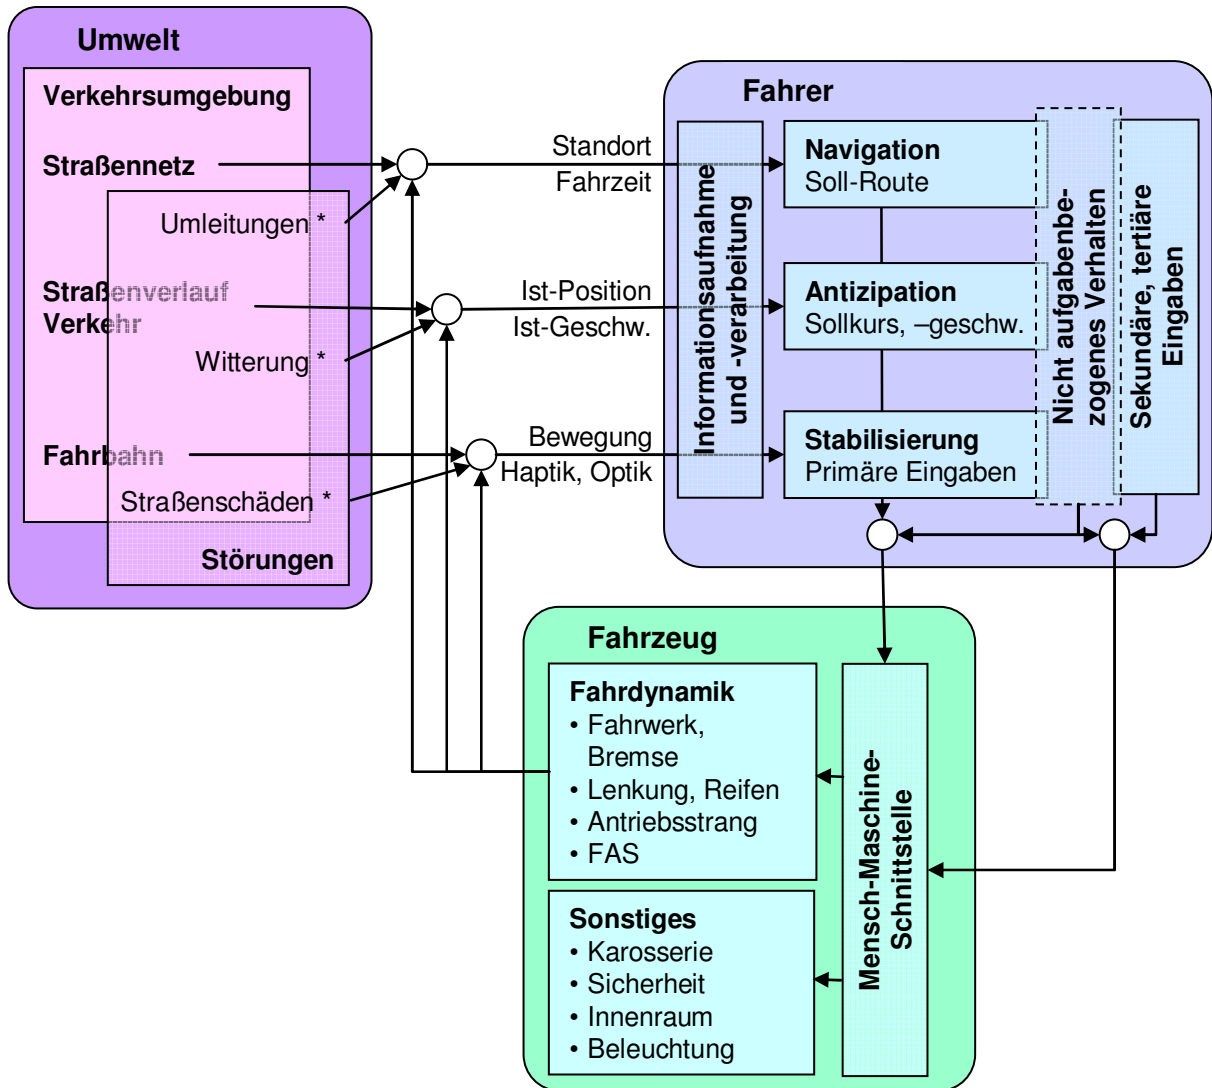 Umwelt
Verkehrsumgebung
Straßennetz
Umleitungen *
Straßenverlauf
Verkehr
Witterung *
Fahrbahn
Straßenschäden *
Störungen
Standort
Fahrzeit
Ist-Position
Ist-Geschw.
Bewegung
Haptik, Optik
Fahrer
Informationsaufnahme
und -verarbeitung
Navigation
Soll-Route
Antizipation
Sollkurs, –geschw.
Stabilisierung
Primäre Eingaben
Nicht aufgabenbe-
zogenes Verhalten
Sekundäre, tertiäre
Eingaben
Fahrzeug
Fahrdynamik
• Fahrwerk,
Bremse
• Lenkung, Reifen
• Antriebsstrang
• FAS
Sonstiges
• Karosserie
• Sicherheit
• Innenraum
• Beleuchtung
Mensch-Maschine-
Schnittstelle